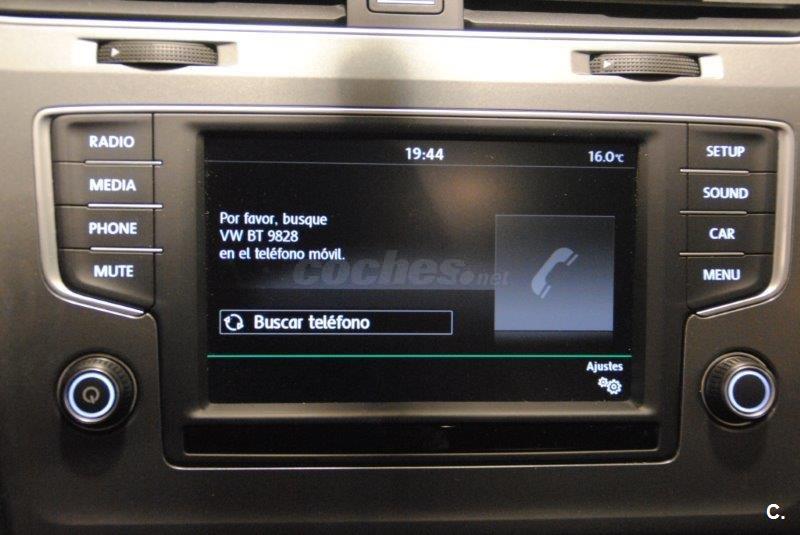 RADIO
MEDIA
PHONE
MUTE
19:44
16.0°C
Por favor, busque
VW BT 9828
en el teléfono móvil.
coches.net
Buscar teléfono
Ajustes
SETUP
SOUND
CAR
MENU
C.